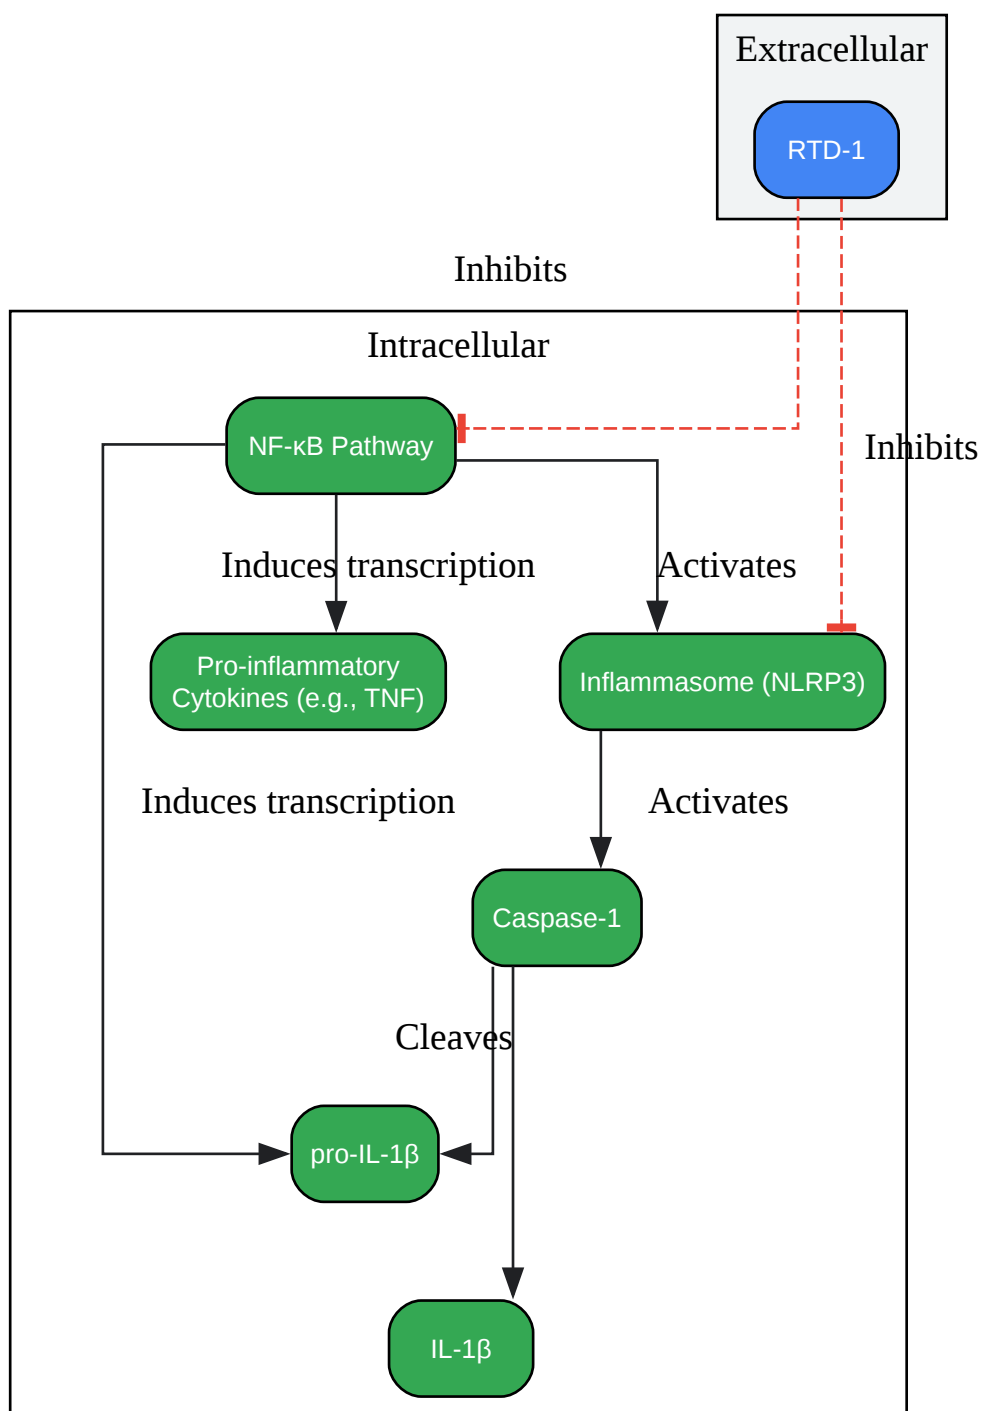 Extracellular
RTD-1
Inhibits
Intracellular
NF-κB Pathway
Inhibits
Induces transcription
Activates
Pro-inflammatory
Cytokines (e.g., TNF)
Inflammasome (NLRP3)
Induces transcription
Activates
Caspase-1
Cleaves
pro-IL-1β
IL-1β